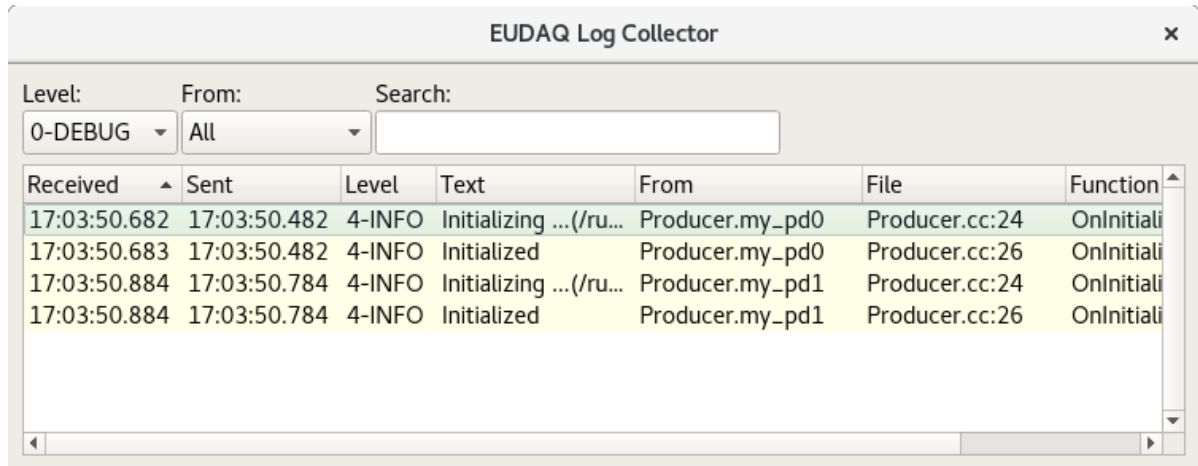 EUDAQ Log Collector ×
Level: From: Search:
0-DEBUG All
Received Sent Level Text From File Function
17:03:50.682 17:03:50.482 4-INFO Initializing ...(/ru... Producer.my_pd0 Producer.cc:24 OnInitiali
17:03:50.683 17:03:50.482 4-INFO Initialized Producer.my_pd0 Producer.cc:26 OnInitiali
17:03:50.884 17:03:50.784 4-INFO Initializing ...(/ru... Producer.my_pd1 Producer.cc:24 OnInitiali
17:03:50.884 17:03:50.784 4-INFO Initialized Producer.my_pd1 Producer.cc:26 OnInitiali